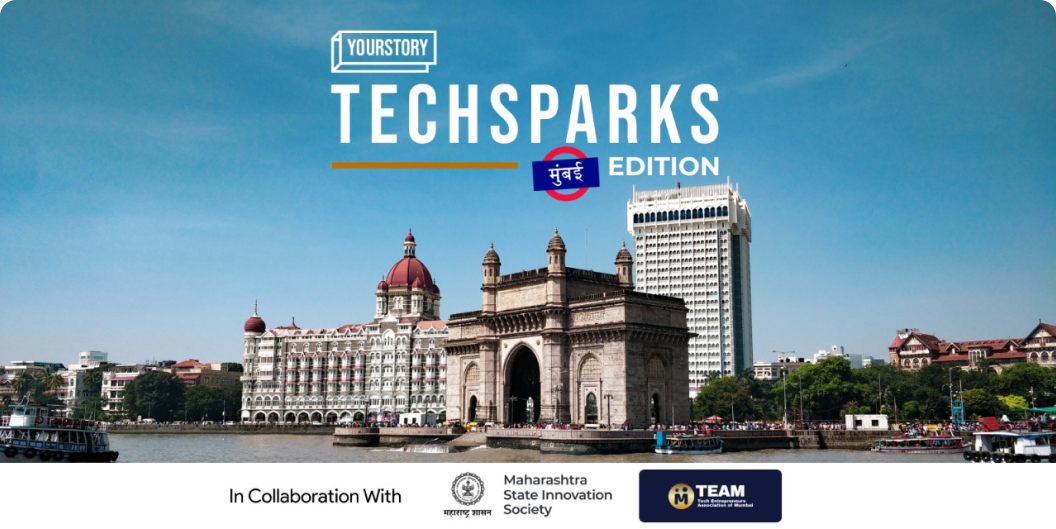 YOURSTORY
TECHSPARKS
मुंबई EDITION
In Collaboration With
महाराष्ट्र शासन
Maharashtra
State Innovation
Society
TEAM
Tech Entrepreneurs
Association of Mumbai